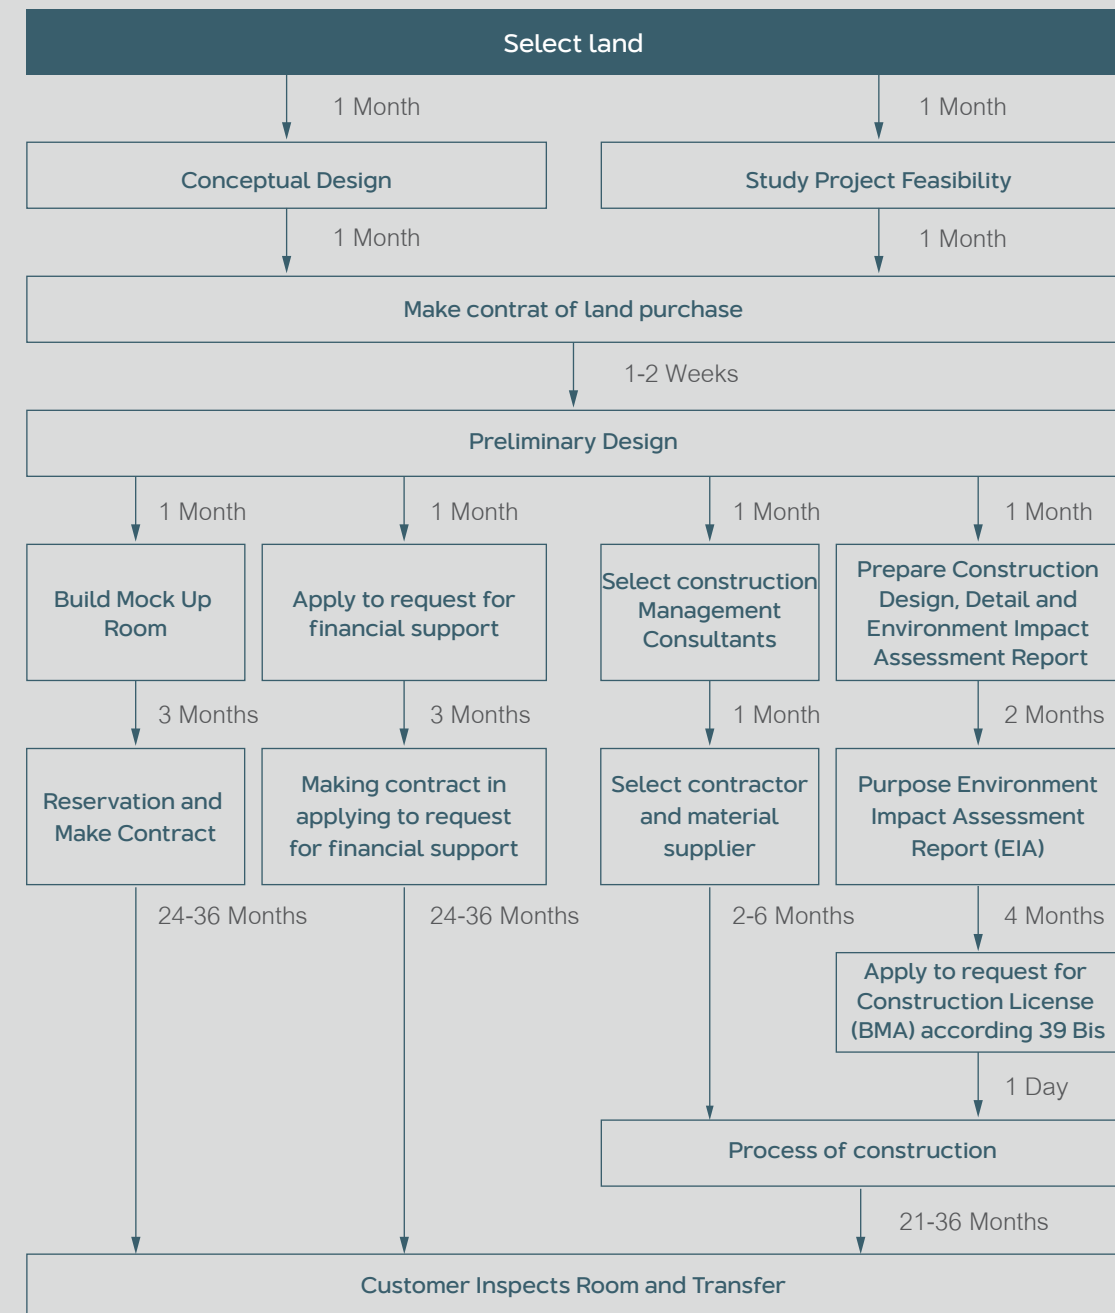 Select land
1 Month
1 Month
Conceptual Design
Study Project Feasibility
1 Month
1 Month
Make contrat of land purchase
1-2 Weeks
Preliminary Design
1 Month
1 Month
1 Month
1 Month
Build Mock Up
Room
Apply to request for
financial support
Select construction
Management
Consultants
Prepare Construction
Design, Detail and
Environment Impact
Assessment Report
3 Months
3 Months
1 Month
2 Months
Reservation and
Make Contract
Making contract in
applying to request
for financial support
Select contractor
and material
supplier
Purpose Environment
Impact Assessment
Report (EIA)
24-36 Months
24-36 Months
2-6 Months
4 Months
Apply to request for
Construction License
(BMA) according 39 Bis
1 Day
Process of construction
21-36 Months
Customer Inspects Room and Transfer